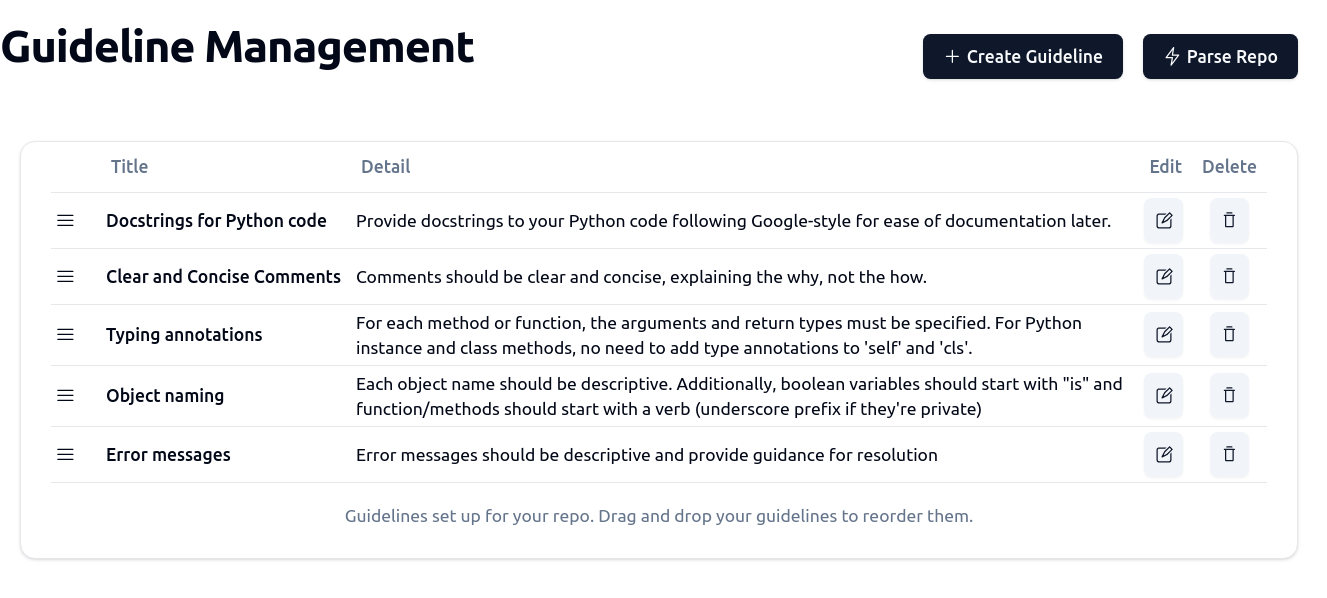 Guideline Management
+ Create Guideline
Parse Repo
Title Detail Edit Delete
Docstrings for Python code Provide docstrings to your Python code following Google-style for ease of documentation later.
Clear and Concise Comments Comments should be clear and concise, explaining the why, not the how.
Typing annotations
For each method or function, the arguments and return types must be specified. For Python
instance and class methods, no need to add type annotations to 'self' and 'cls'.
Object naming
Each object name should be descriptive. Additionally, boolean variables should start with "is" and
function/methods should start with a verb (underscore prefix if they're private)
Error messages Error messages should be descriptive and provide guidance for resolution
Guidelines set up for your repo. Drag and drop your guidelines to reorder them.